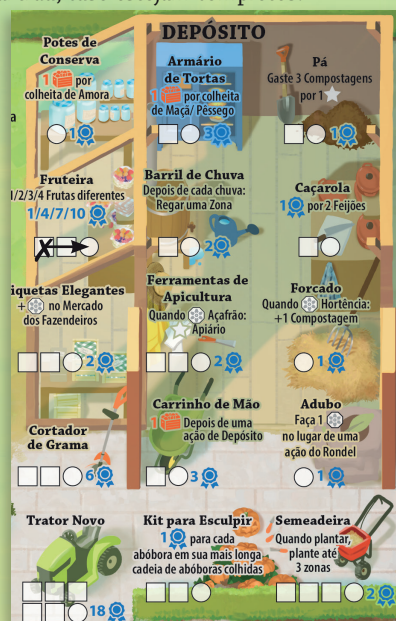 DEPÓSITO
Potes de
Conserva
1 por
colheita de Amora
1
Armário
de Tortas
1 por colheita
de Maçã/ Pêssego
3
Pá
Gaste 3 Compostagens
por 1
1
Fruteira
1/2/3/4 Frutas diferentes
1/4/7/10
X
Barril de Chuva
Depois de cada chuva:
Regar uma Zona
2
Caçarola
1 por 2 Feijões
iquetas Elegantes
+ no Mercado
dos Fazendeiros
2
Ferramentas de
Apicultura
Quando Açafrão:
Apiário
2
Forcado
Quando Hortência:
+1 Compostagem
1
Cortador
de Grama
6
Carrinho de Mão
1 Depois de uma
ação de Depósito
3
Adubo
Faça 1
no lugar de uma
ação do Rondel
1
Trator Novo
18
Kit para Esculpir
1 para cada
abóbora em sua mais longa
cadeia de abóboras colhidas
Semeadeira
Quando plantar,
plante até
3 zonas
2